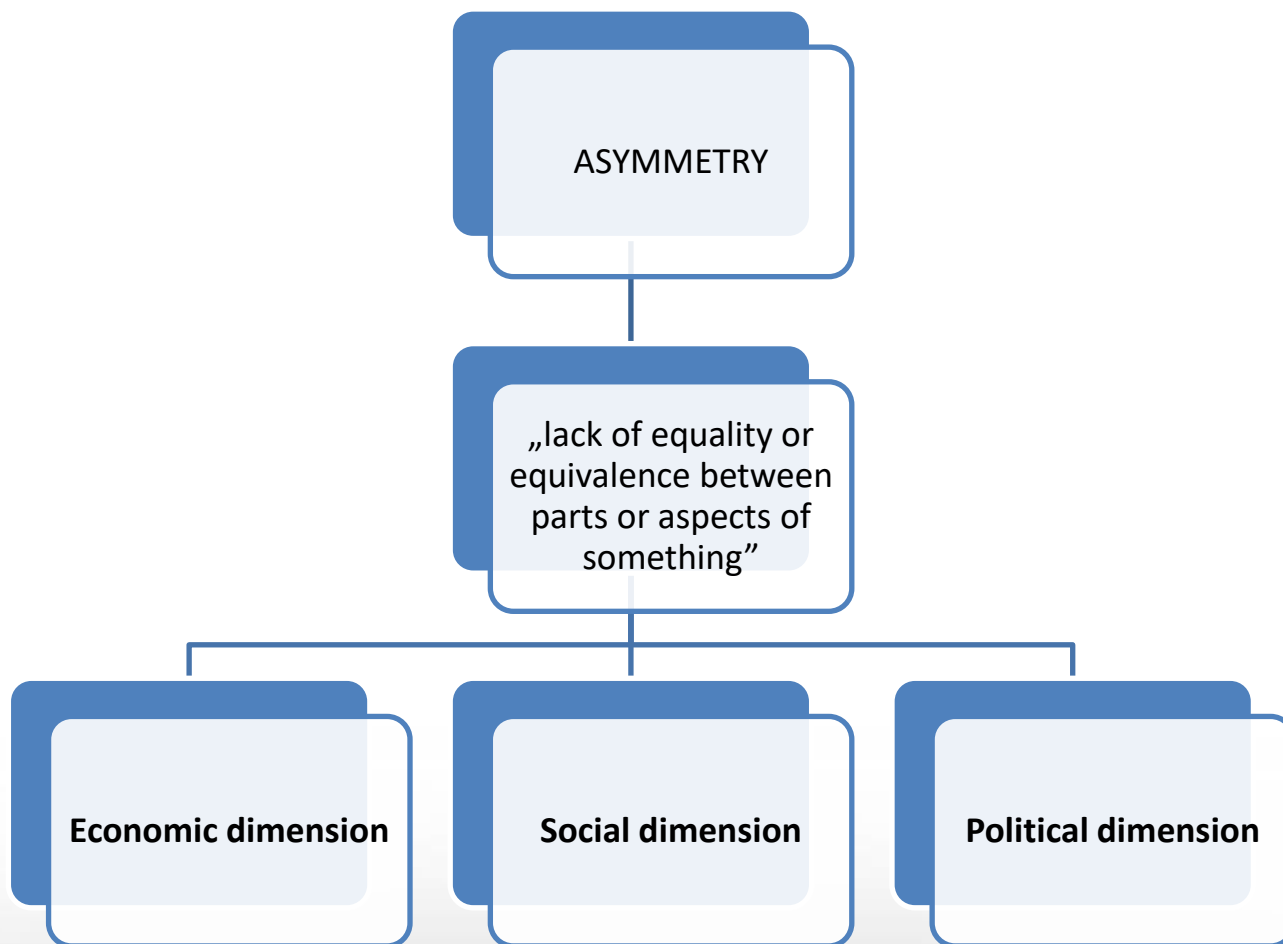 ASYMMETRY
„lack of equality or
equivalence between
parts or aspects of
something”
Economic dimension
Social dimension
Political dimension